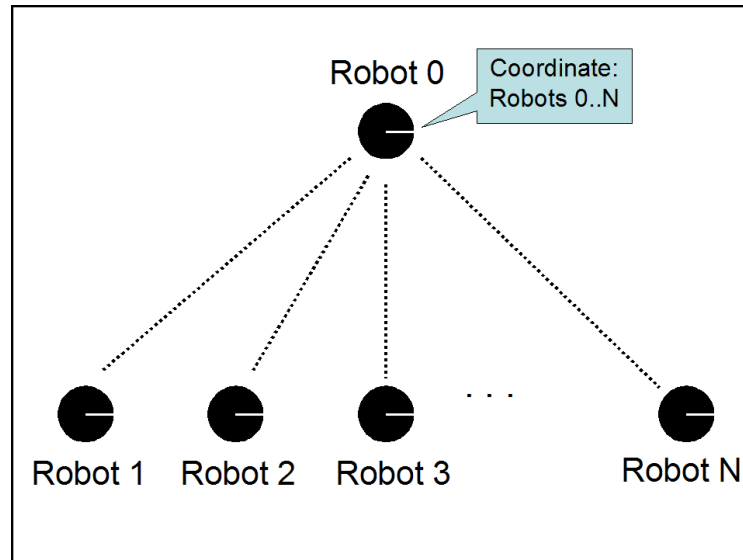 Robot 0
Coordinate:
Robots 0..N
. . .
Robot 1
Robot 2
Robot 3
Robot N